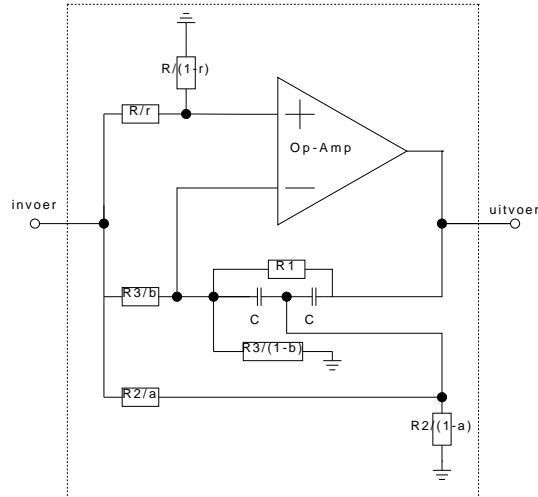 R/(1-r)
R/r
Op-Amp
invoer
uitvoer
R1
R3/b
C
C
R3/(1-b)
R2/a
R2/(1-a)